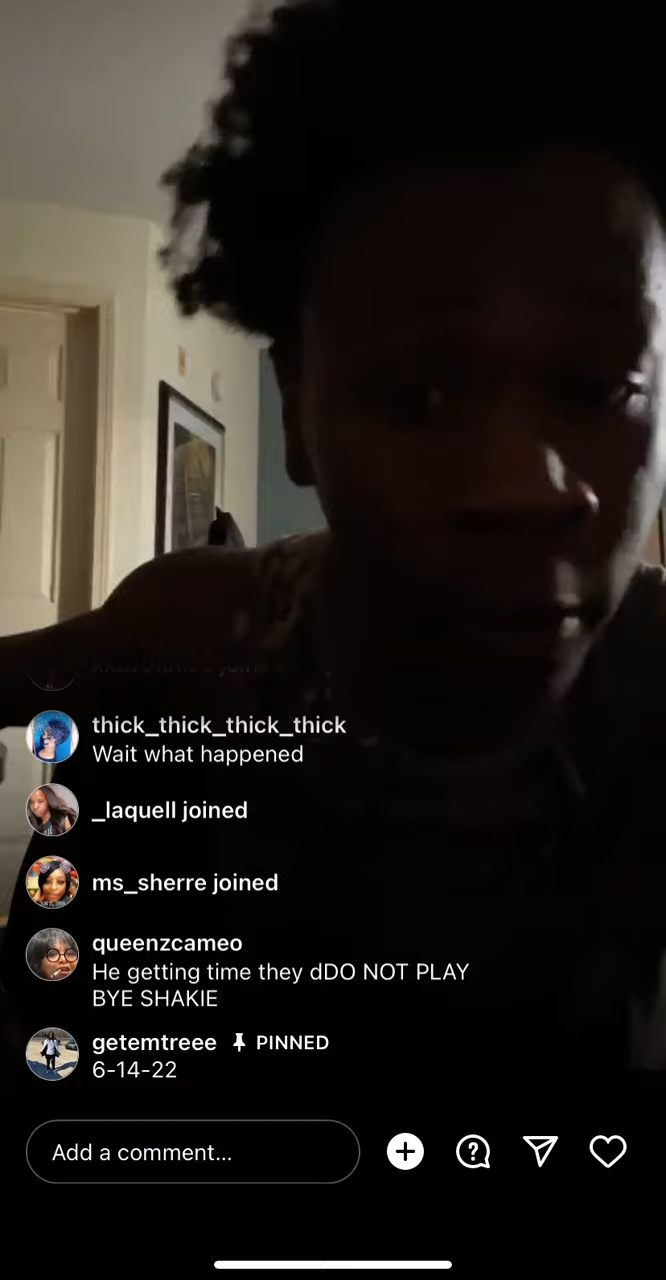 thick_thick_thick_thick
Wait what happened
_laquell joined
ms_sherre joined
queenzcameo
He getting time they dDO NOT PLAY
BYE SHAKIE
getemtreee PINNED
6-14-22
Add a comment...